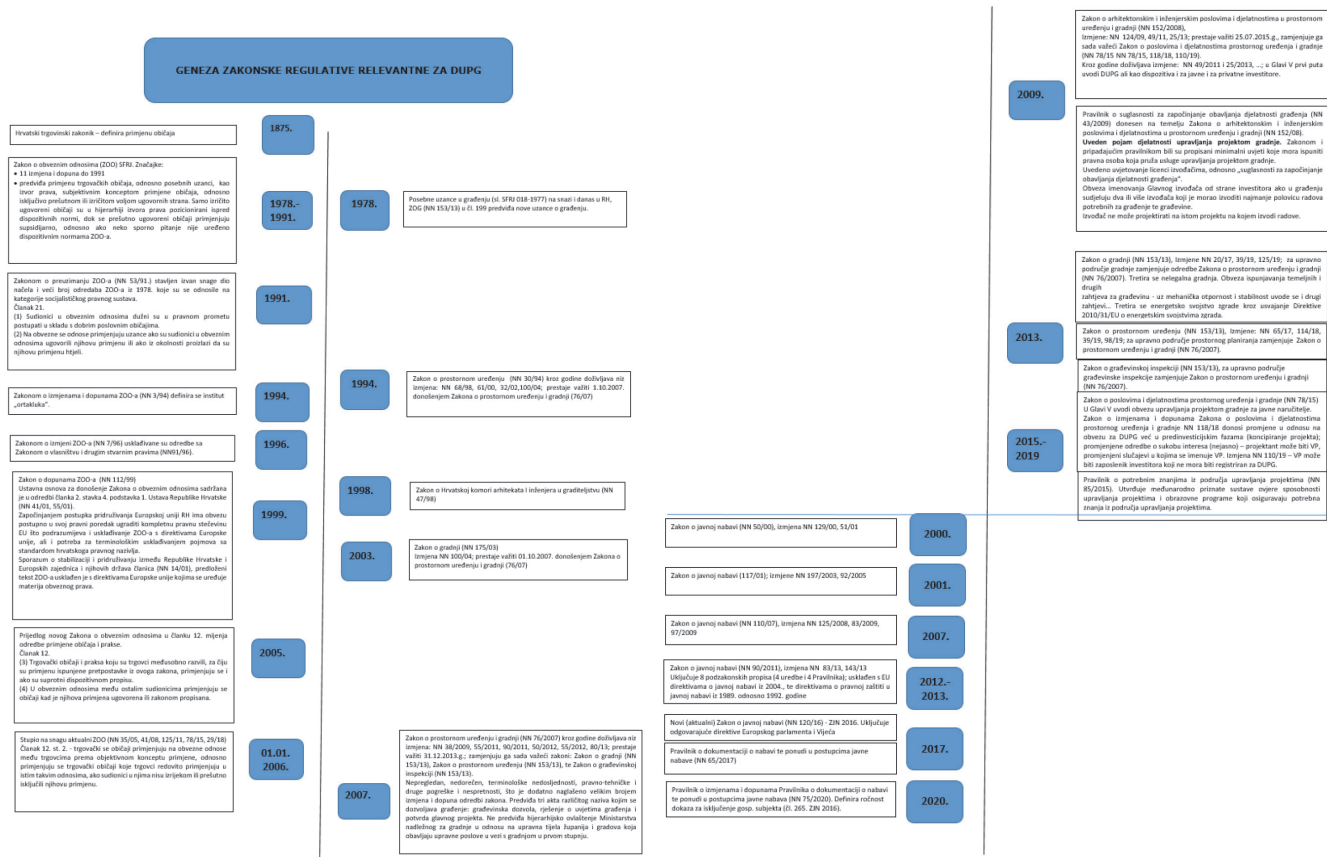 GENEZA ZAKONSKE REGULATIVE RELEVANTNE ZA DUPG
1875.
Hrvatski trgovinski zakonik – definira primjenu običaja
1978.-
1991.
Zakon o obveznim odnosima (ZOO) SFRJ. Značajke:
• 11 izmjena i dopuna do 1991
• predviđa primjenu trgovačkih običaja, odnosno posebnih uzanci, kao
izvor prava, subjektivnim konceptom primjene običaja, odnosno
isključivo prešutnom ili izričitom voljom ugovornih strana. Samo izričito
ugovoreni običaji su u hijerarhiji izvora prava pozicionirani ispred
dispozitivnih normi, dok se prešutno ugovoreni običaji primjenjuju
supsidijarno, odnosno ako neko sporno pitanje nije uređeno
dispozitivnim normama ZOO-a.
1991.
Zakonom o preuzimanju ZOO-a (NN 53/91.) stavljen izvan snage dio
načela i veći broj odredaba ZOO-a iz 1978. koje su se odnosile na
kategorije socijalističkog pravnog sustava.
Članak 21.
(1) Sudionici u obveznim odnosima dužni su u pravnom prometu
postupati u skladu s dobrim poslovnim običajima.
(2) Na obvezne se odnose primjenjuju uzance ako su sudionici u obveznim
odnosima ugovorili njihovu primjenu ili ako iz okolnosti proizlazi da su
njihovu primjenu htjeli.
1994.
Zakonom o izmjenama i dopunama ZOO-a (NN 3/94) definira se institut
„ortakluka".
1996.
Zakonom o izmjeni ZOO-a (NN 7/96) usklađivane su odredbe sa
Zakonom o vlasništvu i drugim stvarnim pravima (NN91/96).
1999.
Zakon o dopunama ZOO-a (NN 112/99)
Ustavna osnova za donošenje Zakona o obveznim odnosima sadržana
je u odredbi članka 2. stavka 4. podstavka 1. Ustava Republike Hrvatske
(NN 41/01, 55/01).
Započinjanjem postupka pridruživanja Europskoj uniji RH ima obvezu
postupno u svoj pravni poredak ugraditi kompletnu pravnu stečevinu
EU što podrazumijeva i usklađivanje ZOO-a s direktivama Europske
unije, ali i potreba za terminološkim usklađivanjem pojmova sa
standardom hrvatskoga pravnog nazivlja.
Sporazum o stabilizaciji i pridruživanju između Republike Hrvatske i
Europskih zajednica i njihovih država članica (NN 14/01), predloženi
tekst ZOO-a usklađen je s direktivama Europske unije kojima se uređuje
materija obveznog prava.
2005.
Prijedlog novog Zakona o obveznim odnosima u članku 12. mijenja
odredbe primjene običaja i prakse.
Članak 12.
(3) Trgovački običaji i praksa koju su trgovci međusobno razvili, za čiju
su primjenu ispunjene pretpostavke iz ovoga zakona, primjenjuju se i
ako su suprotni dispozitivnom propisu.
(4) U obveznim odnosima među ostalim sudionicima primjenjuju se
običaji kad je njihova primjena ugovorena ili zakonom propisana.
01.01.
2006.
Stupio na snagu aktualni ZOO (NN 35/05, 41/08, 125/11, 78/15, 29/18)
Članak 12. st. 2. - trgovački se običaji primjenjuju na obvezne odnose
među trgovcima prema objektivnom konceptu primjene, odnosno
primjenjuju se trgovački običaji koje trgovci redovito primjenjuju u
istim takvim odnosima, ako sudionici u njima nisu izrijekom ili prešutno
isključili njihovu primjenu.
1978.
Posebne uzance u građenju (sl. SFRJ 018-1977) na snazi i danas u RH,
ZOG (NN 153/13) u čl. 199 predviđa nove uzance o građenju.
1994.
Zakon o prostornom uređenju (NN 30/94) kroz godine doživljava niz
izmjena: NN 68/98, 61/00, 32/02,100/04; prestaje važiti 1.10.2007.
donošenjem Zakona o prostornom uređenju i gradnji (76/07)
1998.
Zakon o Hrvatskoj komori arhitekata I inženjera u graditeljstvu (NN
47/98)
2003.
Zakon o gradnji (NN 175/03)
Izmjena NN 100/04; prestaje važiti 01.10.2007. donošenjem Zakona o
prostornom uređenju i gradnji (76/07)
2007.
Zakon o prostornom uređenju i gradnji (NN 76/2007) kroz godine doživljava niz
izmjena: NN 38/2009, 55/2011, 90/2011, 50/2012, 55/2012, 80/13; prestaje
važiti 31.12.2013.g.; zamjenjuju ga sada važeći zakoni: Zakon o gradnji (NN
153/13), Zakon o prostornom uređenju (NN 153/13), te Zakon o građevinskoj
inspekciji (NN 153/13).
Nepregledan, nedorečen, terminološke nedosljednosti, pravno-tehničke i
druge pogreške i nespretnosti, što je dodatno naglašeno velikim brojem
izmjena i dopuna odredbi zakona. Predviđa tri akta različitog naziva kojim se
dozvoljava građenje: građevinska dozvola, rješenje o uvjetima građenja i
potvrda glavnog projekta. Ne predviđa hijerarhijsko ovlaštenje Ministarstva
nadležnog za gradnje u odnosu na upravna tijela županija i gradova koja
obavljaju upravne poslove u vezi s gradnjom u prvom stupnju.
2000.
Zakon o javnoj nabavi (NN 50/00), izmjena NN 129/00, 51/01
2001.
Zakon o javnoj nabavi (117/01); izmjene NN 197/2003, 92/2005
2007.
Zakon o javnoj nabavi (NN 110/07), izmjena NN 125/2008, 83/2009,
97/2009
2012.-
2013.
Zakon o javnoj nabavi (NN 90/2011), izmjena NN 83/13, 143/13
Uključuje 8 podzakonskih propisa (4 uredbe i 4 Pravilnika); usklađen s EU
direktivama o javnoj nabavi iz 2004., te direktivama o pravnoj zaštiti u
javnoj nabavi iz 1989. odnosno 1992. godine
2017.
Novi (aktualni) Zakon o javnoj nabavi (NN 120/16) - ZJN 2016. Uključuje
odgovarajuće direktive Europskog parlamenta i Vijeća
Pravilnik o dokumentaciji o nabavi te ponudi u postupcima javne
nabave (NN 65/2017)
2020.
Pravilnik o izmjenama i dopunama Pravilnika o dokumentaciji o nabavi
te ponudi u postupcima javne nabava (NN 75/2020). Definira ročnost
dokaza za isključenje gosp. subjekta (čl. 265. ZJN 2016).
2009.
Zakon o arhitektonskim i inženjerskim poslovima i djelatnostima u prostornom
uređenju i gradnji (NN 152/2008),
Izmjene: NN 124/09, 49/11, 25/13; prestaje važiti 25.07.2015.g., zamjenjuje ga
sada važeći Zakon o poslovima i djelatnostima prostornog uređenja i gradnje
(NN 78/15 NN 78/15, 118/18, 110/19).
Kroz godine doživljava izmjene: NN 49/2011 i 25/2013, ...; u Glavi V prvi puta
uvodi DUPG ali kao dispozitiva i za javne i za privatne investitore.
Pravilnik o suglasnosti za započinjanje obavljanja djelatnosti građenja (NN
43/2009) donesen na temelju Zakona o arhitektonskim i inženjerskim
poslovima i djelatnostima u prostornom uređenju i gradnji (NN 152/08).
Uveden pojam djelatnosti upravljanja projektom gradnje. Zakonom i
pripadajućim pravilnikom bili su propisani minimalni uvjeti koje mora ispuniti
pravna osoba koja pruža usluge upravljanja projektom gradnje.
Uvedeno uvjetovanje licenci izvođačima, odnosno „suglasnosti za započinjanje
obavljanja djelatnosti građenja".
Obveza imenovanja Glavnog izvođača od strane investitora ako u građenju
sudjeluju dva ili više izvođača koji je morao izvoditi najmanje polovicu radova
potrebnih za građenje te građevine.
Izvođač ne može projektirati na istom projektu na kojem izvodi radove.
2013.
Zakon o gradnji (NN 153/13), Izmjene NN 20/17, 39/19, 125/19; za upravno
područje gradnje zamjenjuje odredbe Zakona o prostornom uređenju i gradnji
(NN 76/2007). Tretira se nelegalna gradnja. Obveza ispunjavanja temeljnih i
drugih
zahtjeva za građevinu - uz mehanička otpornost i stabilnost uvode se i drugi
zahtjevi... Tretira se energetsko svojstvo zgrade kroz usvajanje Direktive
2010/31/EU o energetskim svojstvima zgrada.
Zakon o prostornom uređenju (NN 153/13), Izmjene: NN 65/17, 114/18,
39/19, 98/19; za upravno područje prostornog planiranja zamjenjuje Zakon o
prostornom uređenju i gradnji (NN 76/2007).
Zakon o građevinskoj inspekciji (NN 153/13), za upravno područje
građevinske inspekcije zamjenjuje Zakon o prostornom uređenju i gradnji
(NN 76/2007).
2015.-
2019
Zakon o poslovima i djelatnostima prostornog uređenja i gradnje (NN 78/15)
U Glavi V uvodi obvezu upravljanja projektom gradnje za javne naručitelje.
Zakon o izmjenama i dopunama Zakona o poslovima i djelatnostima
prostornog uređenja i gradnje NN 118/18 donosi promjene u odnosu na
obvezu za DUPG već u predinvesticijskim fazama (koncipiranje projekta);
promjenjene odredbe o sukobu interesa (nejasno) – projektant može biti VP,
promjenjeni slučajevi u kojima se imenuje VP. Izmjena NN 110/19 – VP može
biti zaposlenik investitora koji ne mora biti registriran za DUPG.
Pravilnik o potrebnim znanjima iz područja upravljanja projektima (NN
85/2015). Utvrđuje međunarodno priznate sustave ovjere sposobnosti
upravljanja projektima i obrazovne programe koji osiguravaju potrebna
znanja iz područja upravljanja projektima.